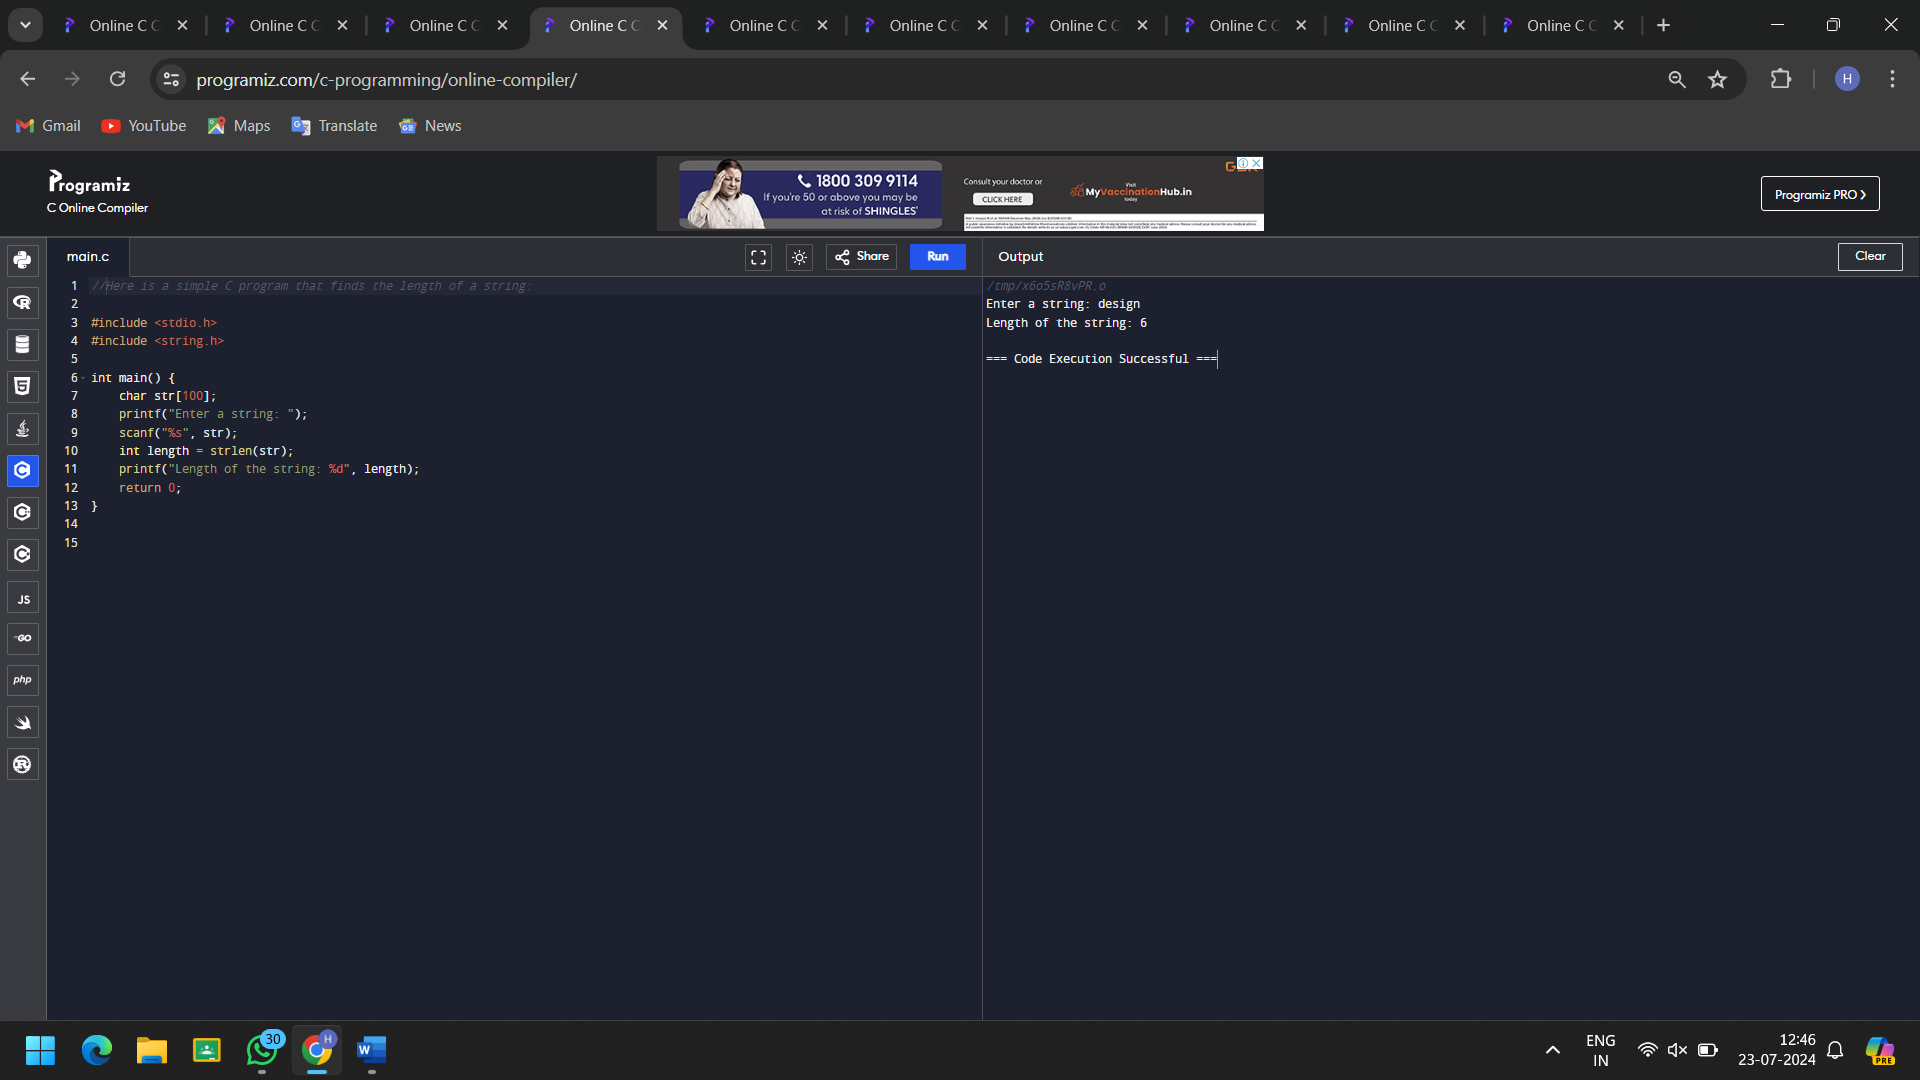 Online C C
Online C C
Online C C
Online C C
Online C C
Online C C
Online C C
Online C C
Online C C
Online C C
programiz.com/c-programming/online-compiler/
H
Gmail
YouTube
Maps
Translate
News
Programiz
C Online Compiler
1800 309 9114
If you're 50 or above you may be
at risk of SHINGLES*
Consult your doctor or
CLICK HERE
Visit
MyVaccinationHub.in
today
Programiz PRO
main.c
Share
Run
Output
Clear
1 //Here is a simple C program that finds the length of a string:
2
3 #include <stdio.h>
4 #include <string.h>
5
6 int main() {
7 char str[100];
8 printf("Enter a string: ");
9 scanf("%s", str);
10 int length = strlen(str);
11 printf("Length of the string: %d", length);
12 return 0;
13 }
14
15
/tmp/x6o5sR8vPR.o
Enter a string: design
Length of the string: 6
=== Code Execution Successful ===
JS
GO
php
30
H
W
ENG
IN
12:46
23-07-2024
PRE